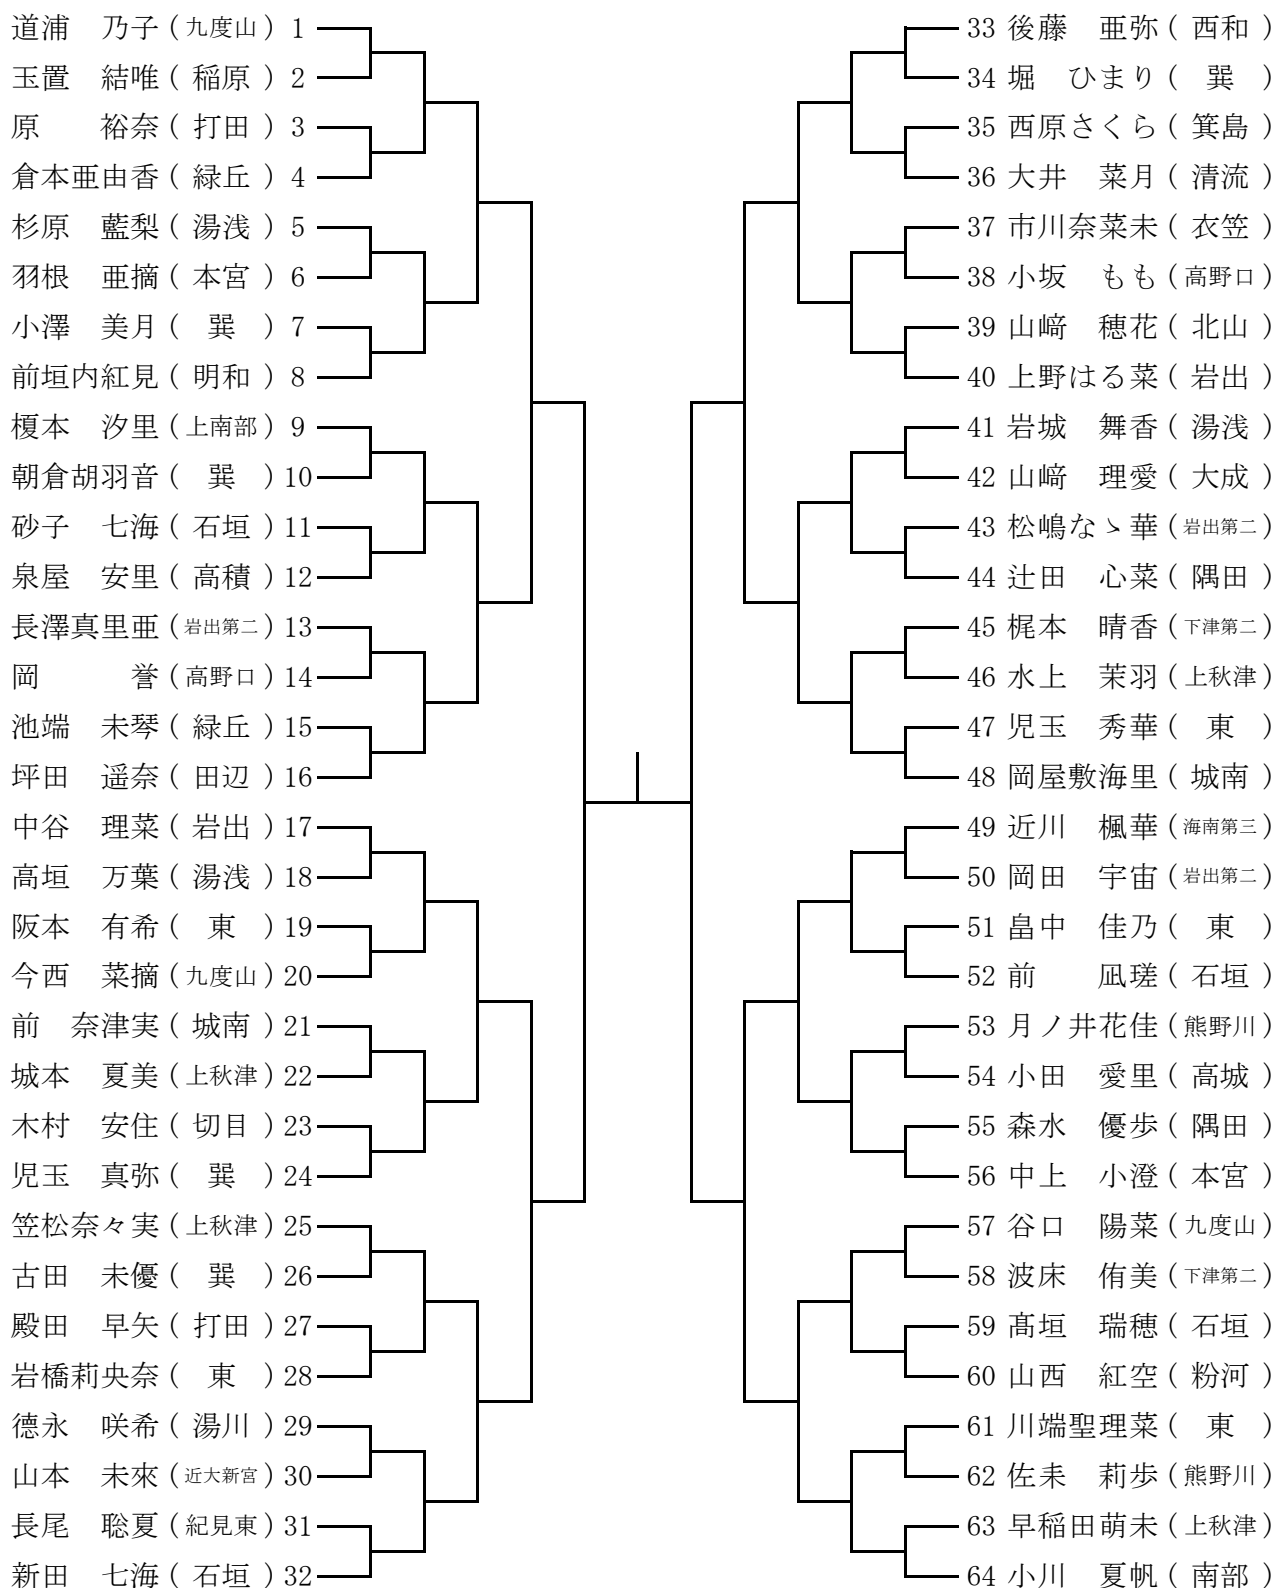 道浦　乃子(九度山) 1
玉置　結唯(稲原) 2
原　　裕奈(打田) 3
倉本亜由香(緑丘) 4
杉原　藍梨(湯浅) 5
羽根　亜摘(本宮) 6
小澤　美月(巽) 7
前垣内紅見(明和) 8
榎本　汐里(上南部) 9
朝倉胡羽音(巽) 10
砂子　七海(石垣) 11
泉屋　安里(高積) 12
長澤真里亜(岩出第二) 13
岡　　　誉(高野口) 14
池端　未琴(緑丘) 15
坪田　遥奈(田辺) 16
中谷　理菜(岩出) 17
高垣　万葉(湯浅) 18
阪本　有希(東) 19
今西　菜摘(九度山) 20
前　奈津実(城南) 21
城本　夏美(上秋津) 22
木村　安住(切目) 23
児玉　真弥(巽) 24
笠松奈々実(上秋津) 25
古田　未優(巽) 26
殿田　早矢(打田) 27
岩橋莉央奈(東) 28
德永　咲希(湯川) 29
山本　未來(近大新宮) 30
長尾　聡夏(紀見東) 31
新田　七海(石垣) 32
33 後藤　亜弥(西和)
34 堀　ひまり(巽)
35 西原さくら(箕島)
36 大井　菜月(清流)
37 市川奈菜未(衣笠)
38 小坂　もも(高野口)
39 山﨑　穂花(北山)
40 上野はる菜(岩出)
41 岩城　舞香(湯浅)
42 山﨑　理愛(大成)
43 松嶋なゝ華(岩出第二)
44 辻田　心菜(隅田)
45 梶本　晴香(下津第二)
46 水上　茉羽(上秋津)
47 児玉　秀華(東)
48 岡屋敷海里(城南)
49 近川　楓華(海南第三)
50 岡田　宇宙(岩出第二)
51 畠中　佳乃(東)
52 前　　凪瑳(石垣)
53 月ノ井花佳(熊野川)
54 小田　愛里(高城)
55 森水　優歩(隅田)
56 中上　小澄(本宮)
57 谷口　陽菜(九度山)
58 波床　侑美(下津第二)
59 髙垣　瑞穂(石垣)
60 山西　紅空(粉河)
61 川端聖理菜(東)
62 佐耒　莉歩(熊野川)
63 早稲田萌未(上秋津)
64 小川　夏帆(南部)